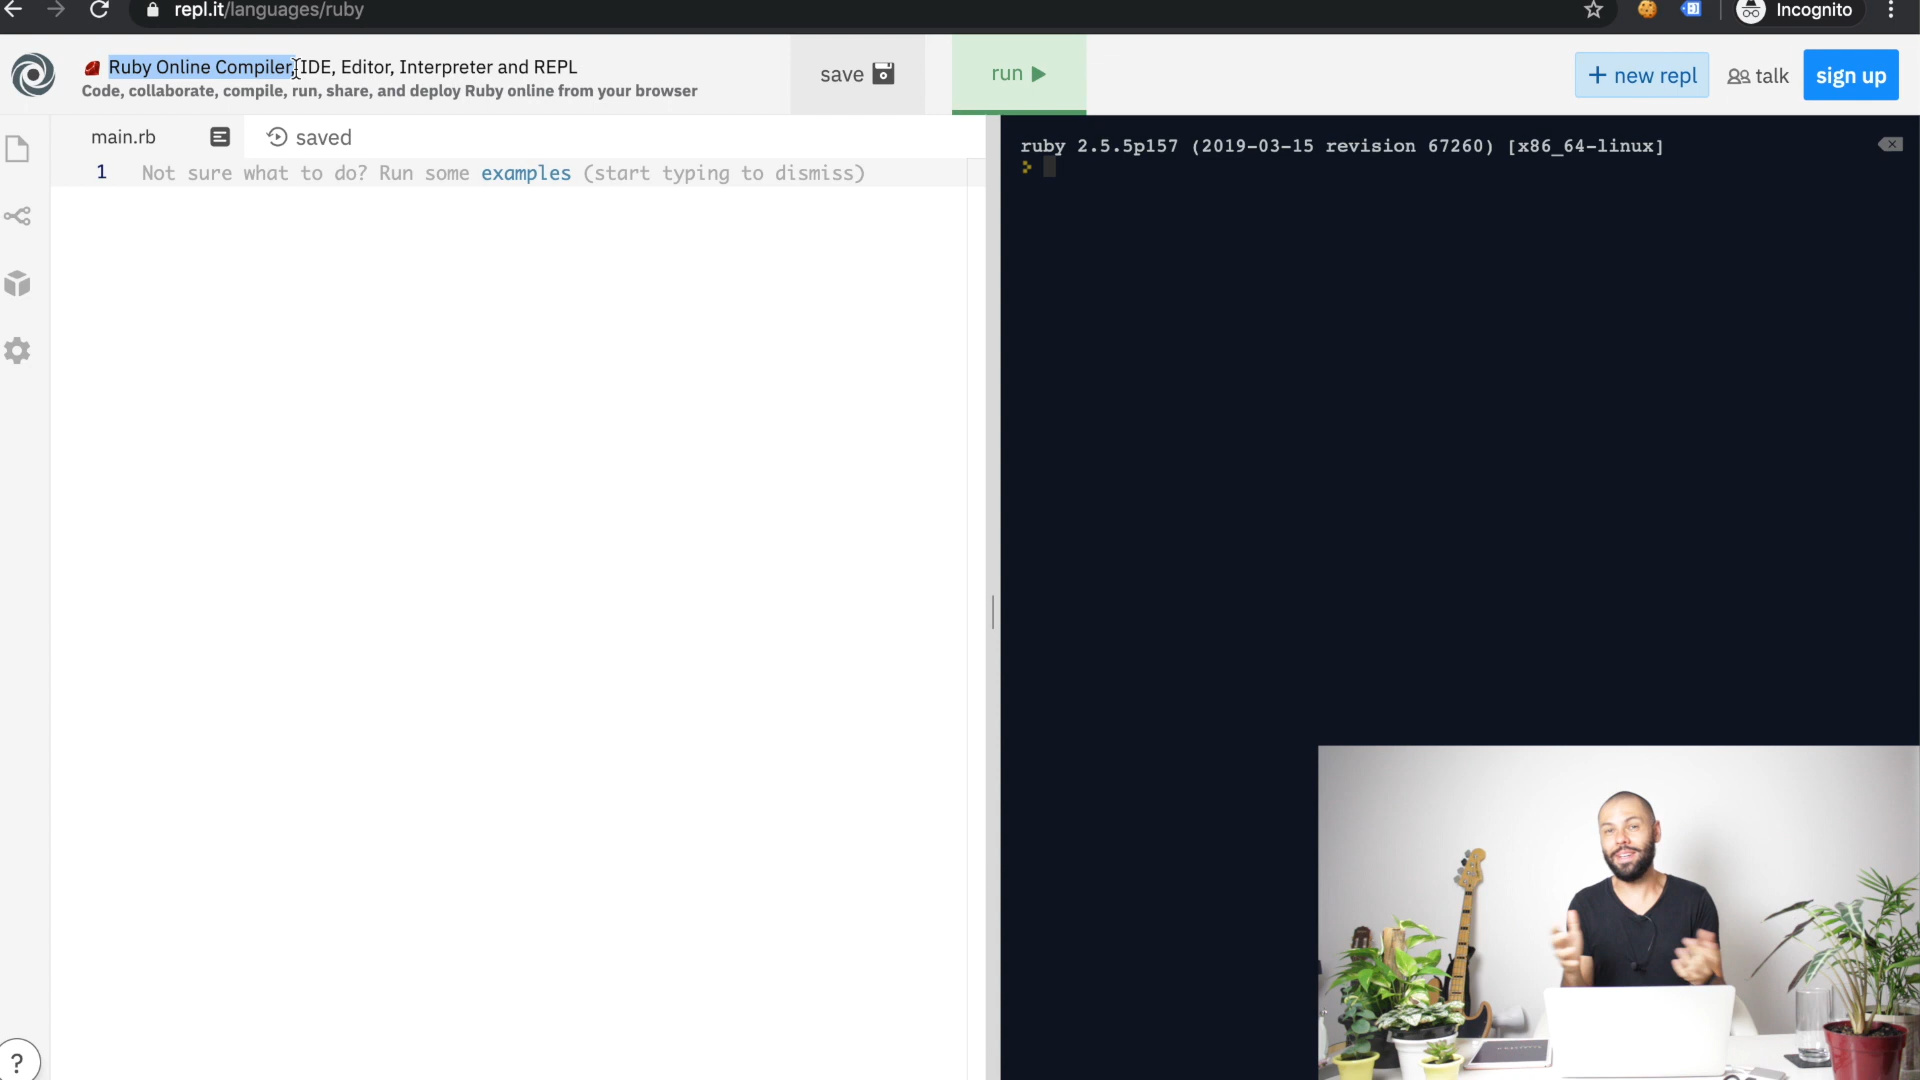 repl.it/languages/ruby
Incognito
Ruby Online Compiler, IDE, Editor, Interpreter and REPL
Code, collaborate, compile, run, share, and deploy Ruby online from your browser
save
run
+ new repl
talk
sign up
main.rb
saved
1 Not sure what to do? Run some examples (start typing to dismiss)
ruby 2.5.5p157 (2019-03-15 revision 67260) [x86_64-linux]
?